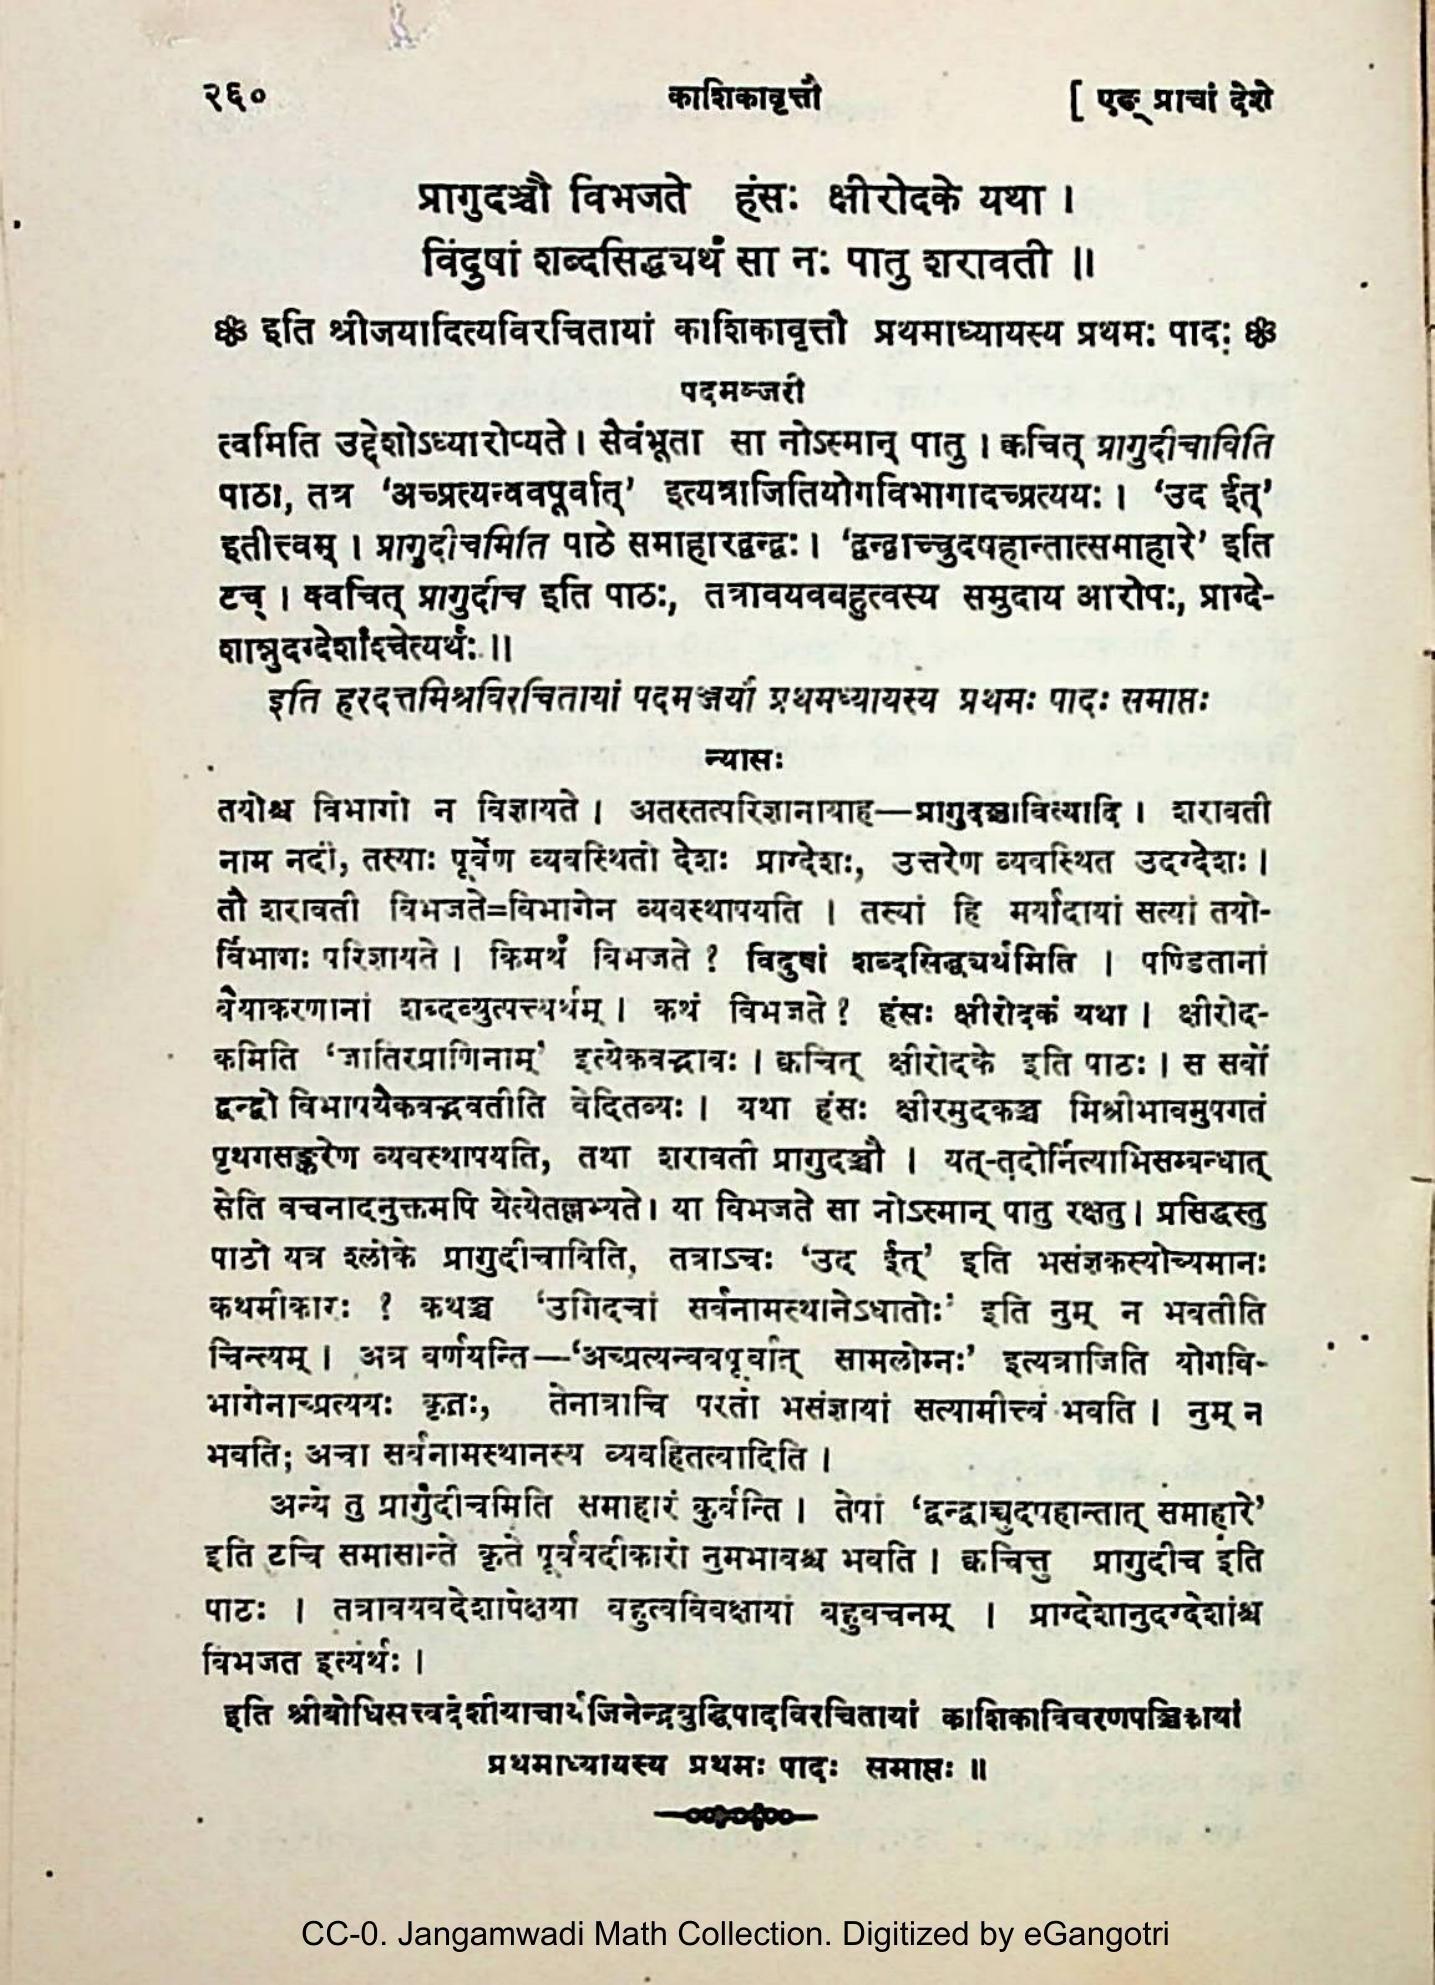 २६० काशिकावृत्तौ [ एङ् प्राचां देशे
प्रागुदञ्चौ विभजते हंसः क्षीरोदके यथा ।
विदुषां शब्दसिद्ध्यर्थं सा नः पातु शरावती ॥
इति श्रीजयादित्यविरचितायां काशिकावृत्तौ प्रथमाध्यायस्य प्रथमः पादः
पदमञ्जरी
त्वमिति उद्देशोऽध्यारोप्यते। सैवंभूता सा नोऽस्मान् पातु । क्वचित् प्रागुदीचाविति
पाठा, तत्र ‘अच्प्रत्यन्ववपूर्वात्’ इत्यत्राजितियोगविभागादच्प्रत्ययः। ‘उद ईत्’
इतीत्त्वम् । प्रागुदीचमिति पाठे समाहारद्वन्द्वः। ‘द्वन्द्वाच्चुदषहान्तात्समाहारे’ इति
टच् । क्वचित् प्रागुदीच इति पाठः, तत्रावयवबहुत्वस्य समुदाय आरोपः, प्राग्दे-
शान्नुदग्देशांश्चेत्यर्थः ॥
इति हरदत्तमिश्रविरचितायां पदमञ्जर्यां प्रथमध्यायस्य प्रथमः पादः समाप्तः
न्यासः
तयोश्च विभागो न विज्ञायते । अतस्तत्परिज्ञानायाह—प्रागुदञ्चावित्यादि । शरावती
नाम नदी, तस्याः पूर्वेण व्यवस्थितो देशः प्राग्देशः, उत्तरेण व्यवस्थित उदग्देशः।
तौ शरावती विभजते=विभागेन व्यवस्थापयति । तस्यां हि मर्यादायां सत्यां तयो-
र्विभागः परिज्ञायते । किमर्थं विभजते ? विदुषां शब्दसिद्ध्यर्थमिति । पण्डितानां
वैयाकरणानां शब्दव्युत्पत्त्यर्थम् । कथं विभजते ? हंसः क्षीरोदकं यथा । क्षीरोद-
कमिति ‘जातिरप्राणिनाम्’ इत्येकवद्भावः । क्वचित् क्षीरोदके इति पाठः । स सर्वो
द्वन्द्वो विभाषयैकवद्भवतीति वेदितव्यः । यथा हंसः क्षीरमुदकञ्च मिश्रीभावमुपगतं
पृथगसङ्करेण व्यवस्थापयति, तथा शरावती प्रागुदञ्चौ । यत्-तदोर्नित्याभिसम्बन्धात्
सेति वचनादनुक्तमपि येत्येतल्लभ्यते। या विभजते सा नोऽस्मान् पातु रक्षतु। प्रसिद्धस्तु
पाठो यत्र श्लोके प्रागुदीचाविति, तत्राऽचः ‘उद ईत्’ इति भसंज्ञकस्योच्यमानः
कथमीकारः ? कथञ्च ‘उगिदचां सर्वनामस्थानेऽधातोः’ इति नुम् न भवतीति
चिन्त्यम् । अत्र वर्णयन्ति—‘अच्प्रत्यन्ववपूर्वात् सामलोम्नः’ इत्यत्राजिति योगवि-
भागेनाच्प्रत्ययः कृतः, तेनात्राचि परतो भसंज्ञायां सत्यामीत्त्वं भवति । नुम् न
भवति; अचा सर्वनामस्थानस्य व्यवहितत्वादिति ।
अन्ये तु प्रागुदीचमिति समाहारं कुर्वन्ति । तेषां ‘द्वन्द्वाच्चुदषहान्तात् समाहारे’
इति टचि समासान्ते कृते पूर्ववदीकारो नुमभावश्च भवति । क्वचित्तु प्रागुदीच इति
पाठः । तत्रावयवदेशापेक्षया बहुत्वविवक्षायां बहुवचनम् । प्राग्देशानुदग्देशांश्च
विभजत इत्यर्थः ।
इति श्रीबोधिसत्त्वदेशीयाचार्यजिनेन्द्रबुद्धिपादविरचितायां काशिकाविवरणपञ्चिकायां
प्रथमाध्यायस्य प्रथमः पादः समाप्तः ॥
CC-0. Jangamwadi Math Collection. Digitized by eGangotri